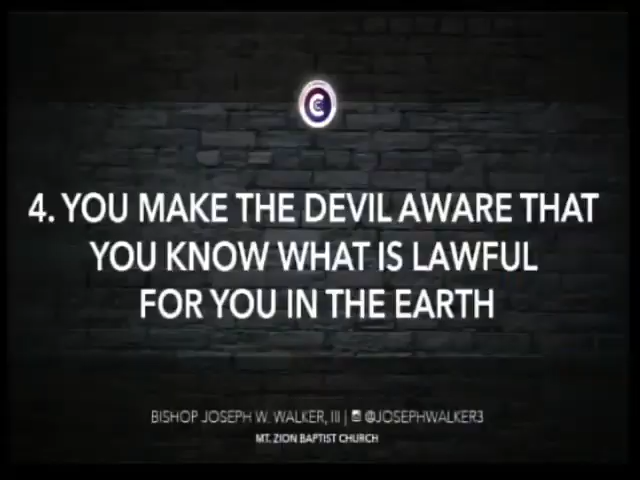 4. YOU MAKE THE DEVIL AWARE THAT
YOU KNOW WHAT IS LAWFUL
FOR YOU IN THE EARTH
BISHOP JOSEPH W. WALKER, III | @JOSEPHWALKER3
MT. ZION BAPTIST CHURCH